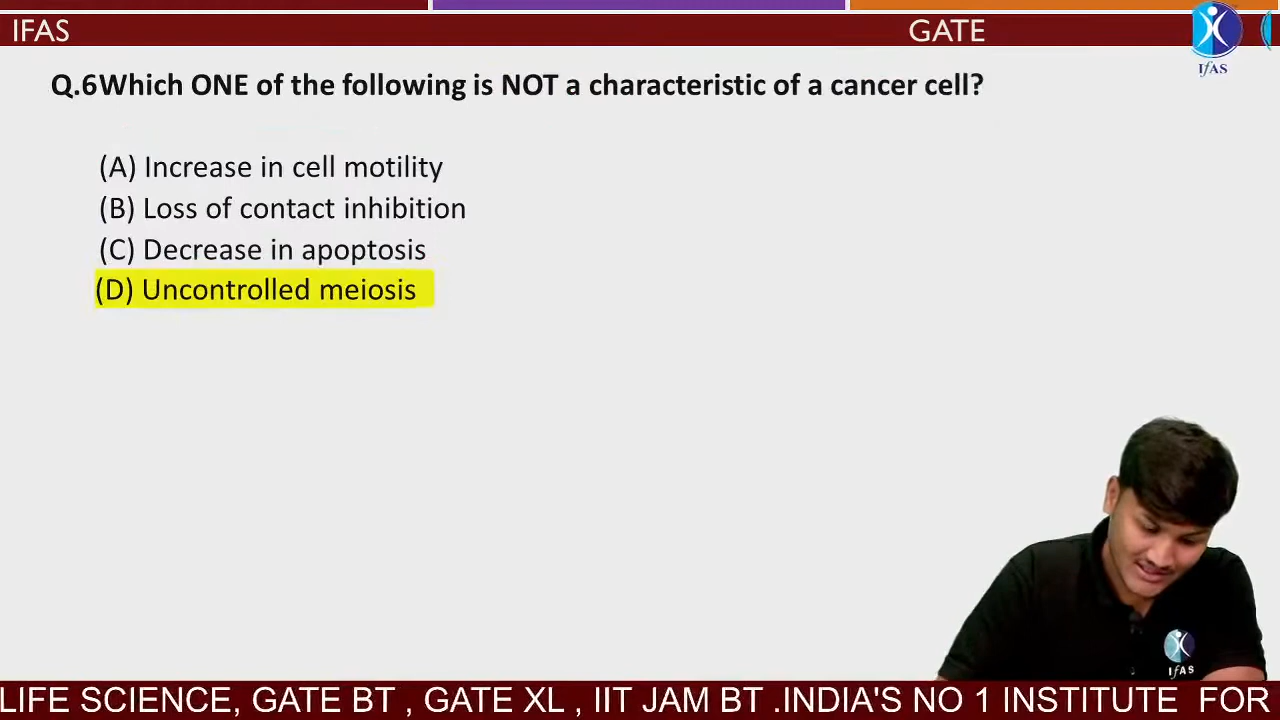 IFAS GATE
IfAS
Q.6Which ONE of the following is NOT a characteristic of a cancer cell?
(A) Increase in cell motility
(B) Loss of contact inhibition
(C) Decrease in apoptosis
(D) Uncontrolled meiosis
IfAS
LIFE SCIENCE, GATE BT , GATE XL , IIT JAM BT .INDIA'S NO 1 INSTITUTE FOR